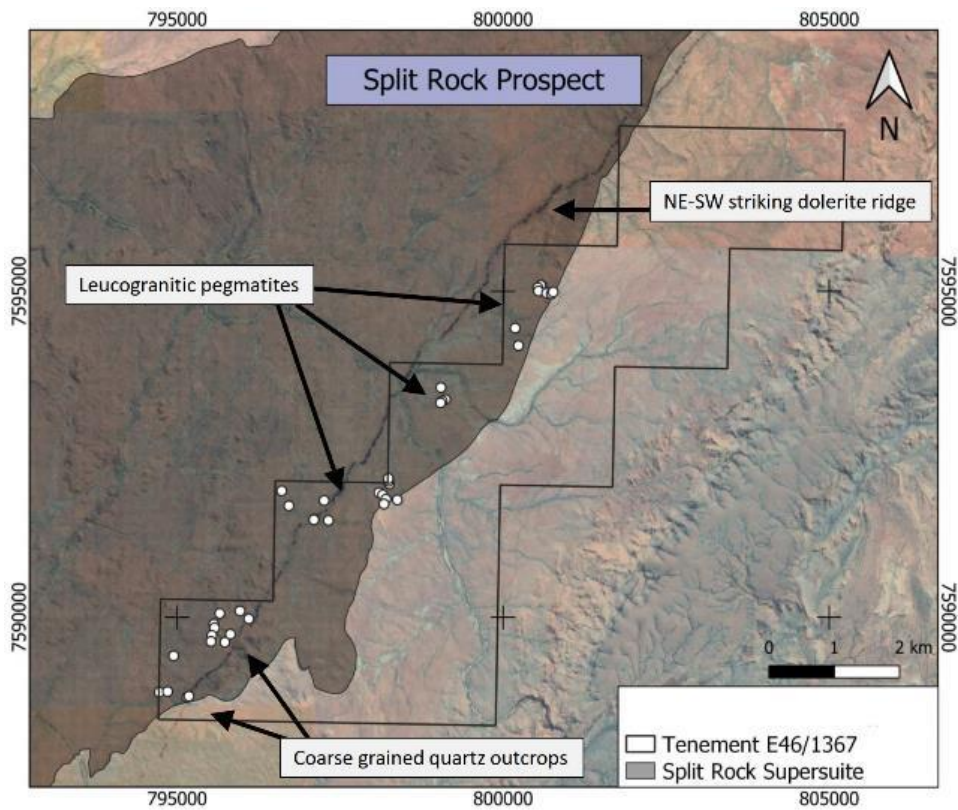 795000
800000
805000
Split Rock Prospect
N
NE-SW striking dolerite ridge
7595000
7595000
Leucogranitic pegmatites
7590000
7590000
0
2 km
Coarse grained quartz outcrops
Tenement E46/1367
Split Rock Supersuite
795000
800000
805000